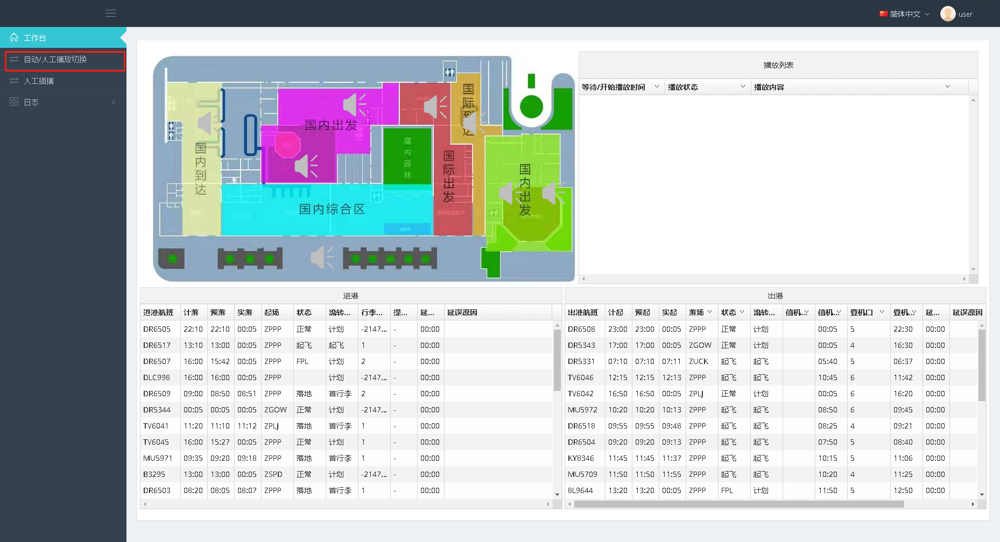 简体中文
user
工作台
自动/人工播放切换
人工插播
日志
国内到达
国内出发
国际到达
国际出发
庭内园林
国内综合区
国内出发
播放列表
等待/开始播放时间 播放状态 播放内容
进港
进港航班 计落 预落 实落 起场 状态 流转... 行李... 提... 延... 延误原因
DR6505 22:10 22:10 00:05 ZPPP 正常 计划 -2147... - 00:00
DR6517 13:10 13:00 00:05 ZPPP 起飞 起飞 1 - 00:00
DR6507 16:00 15:42 00:05 ZPPP FPL 计划 2 - 00:00
DLC998 16:00 16:00 00:05 ZPPP 计划 -2147... - 00:00
DR6509 09:00 08:50 08:51 ZPPP 落地 首行李 2 - 00:00
DR5344 00:05 00:05 00:05 ZGOW 正常 计划 -2147... - 00:00
TV6041 11:20 11:10 11:12 ZPLJ 落地 首行李 1 - 00:00
TV6045 16:00 15:27 00:05 ZPPP 正常 计划 1 - 00:00
MU5971 09:35 09:20 09:18 ZPPP 落地 首行李 1 - 00:00
B3295 13:00 13:00 00:05 ZSPD 正常 计划 -2147... - 00:00
DR6503 08:20 08:05 08:07 ZPPP 落地 首行李 1 - 00:00
出港
出港航班 计起 预起 实起 落场 状态 流转... 值机... 值机... 登机口 登机... 延... 延误原因
DR6508 23:00 23:00 00:05 ZPPP 正常 计划 00:05 5 22:30 00:00
DR5343 17:00 17:00 00:05 ZGOW 正常 计划 00:05 4 16:30 00:00
DR5331 07:10 07:10 07:11 ZUCK 起飞 起飞 05:40 5 06:37 00:00
TV6046 12:15 12:15 12:13 ZPPP 起飞 起飞 10:45 6 11:42 00:00
TV6042 16:50 16:50 00:05 ZPLJ 正常 计划 00:05 6 16:20 00:00
MU5972 10:20 10:20 10:13 ZPPP 起飞 起飞 08:50 6 09:45 00:00
DR6518 09:55 09:55 09:48 ZPPP 起飞 起飞 08:25 4 09:21 00:00
DR6504 09:20 09:20 09:13 ZPPP 起飞 起飞 07:50 5 08:40 00:00
KY8346 11:45 11:45 11:37 ZPPP 起飞 起飞 10:15 5 11:06 00:00
MU5709 11:50 11:50 11:55 ZPPP 起飞 起飞 10:20 4 11:25 00:00
8L9644 13:20 13:20 00:05 ZPPP FPL 计划 11:50 5 12:50 00:00